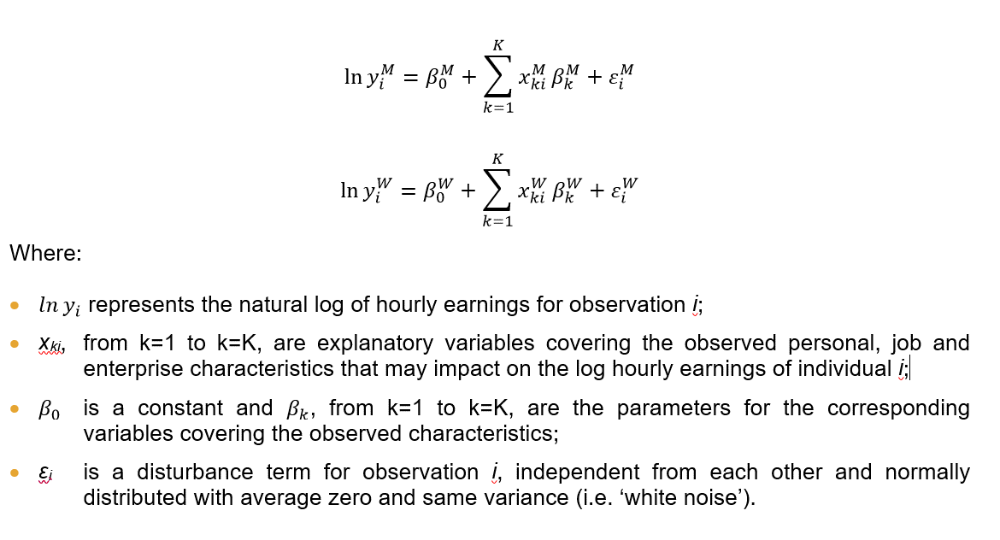 ln y_i^M = β_0^M + ∑_{k=1}^{K} x_{ki}^M β_k^M + ε_i^M
ln y_i^W = β_0^W + ∑_{k=1}^{K} x_{ki}^W β_k^W + ε_i^W
Where:
• ln y_i represents the natural log of hourly earnings for observation i;
• x_{ki}, from k=1 to k=K, are explanatory variables covering the observed personal, job and
enterprise characteristics that may impact on the log hourly earnings of individual i;
• β_0 is a constant and β_k, from k=1 to k=K, are the parameters for the corresponding
variables covering the observed characteristics;
• ε_i is a disturbance term for observation i, independent from each other and normally
distributed with average zero and same variance (i.e. ‘white noise’).